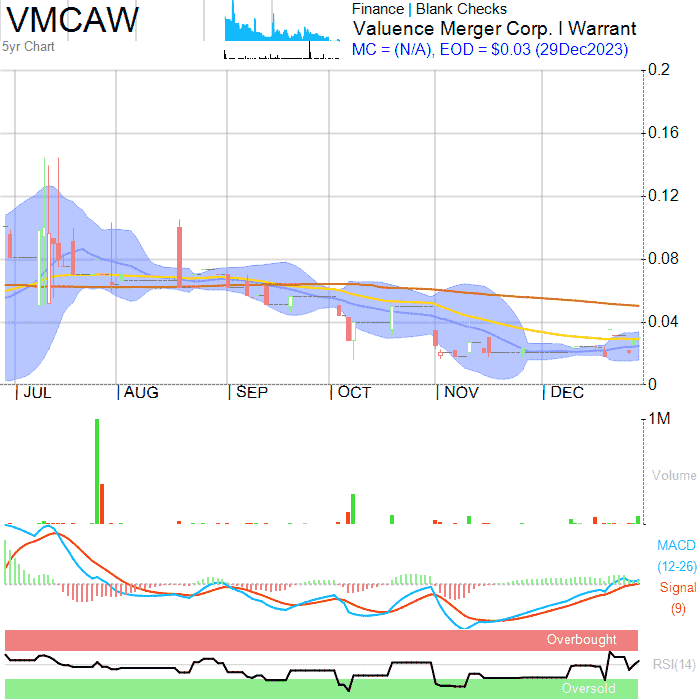 VMCAW
5yr Chart
Finance | Blank Checks
Valuence Merger Corp. I Warrant
MC = (N/A), EOD = $0.03 (29Dec2023)
0.2
0.16
0.12
0.08
0.04
0
JUL AUG SEP OCT NOV DEC
1M
Volume
MACD
(12-26)
Signal
(9)
Overbought
RSI(14)
Oversold